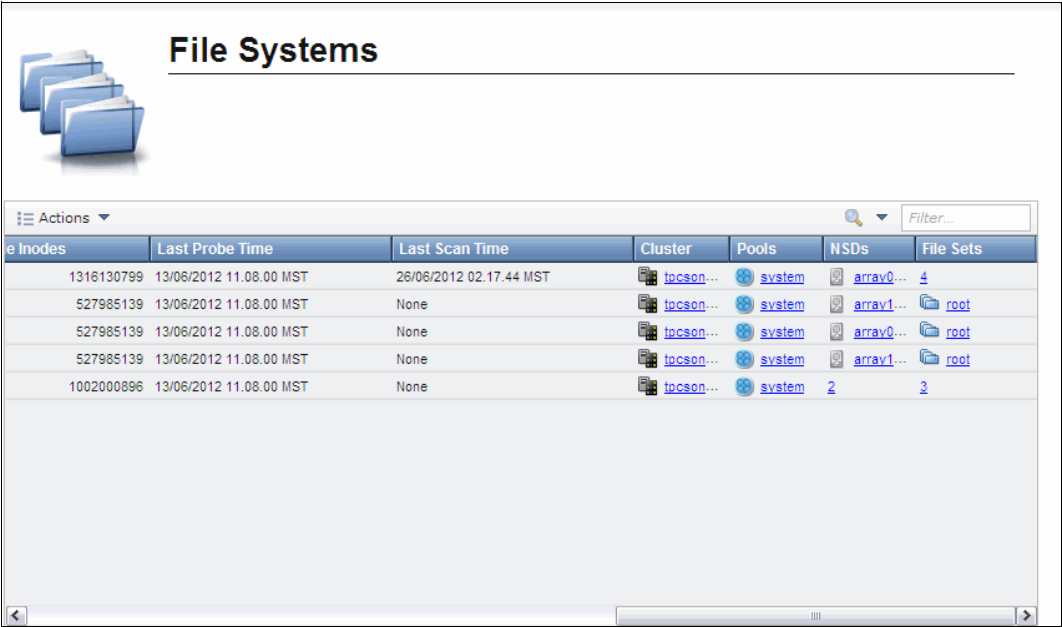 File Systems
Actions Filter...
e Inodes Last Probe Time Last Scan Time Cluster Pools NSDs File Sets
1316130799 13/06/2012 11.08.00 MST 26/06/2012 02.17.44 MST tpcson... system array0... 4
527985139 13/06/2012 11.08.00 MST None tpcson... system array1... root
527985139 13/06/2012 11.08.00 MST None tpcson... system array0... root
527985139 13/06/2012 11.08.00 MST None tpcson... system array1... root
1002000896 13/06/2012 11.08.00 MST None tpcson... system 2 3